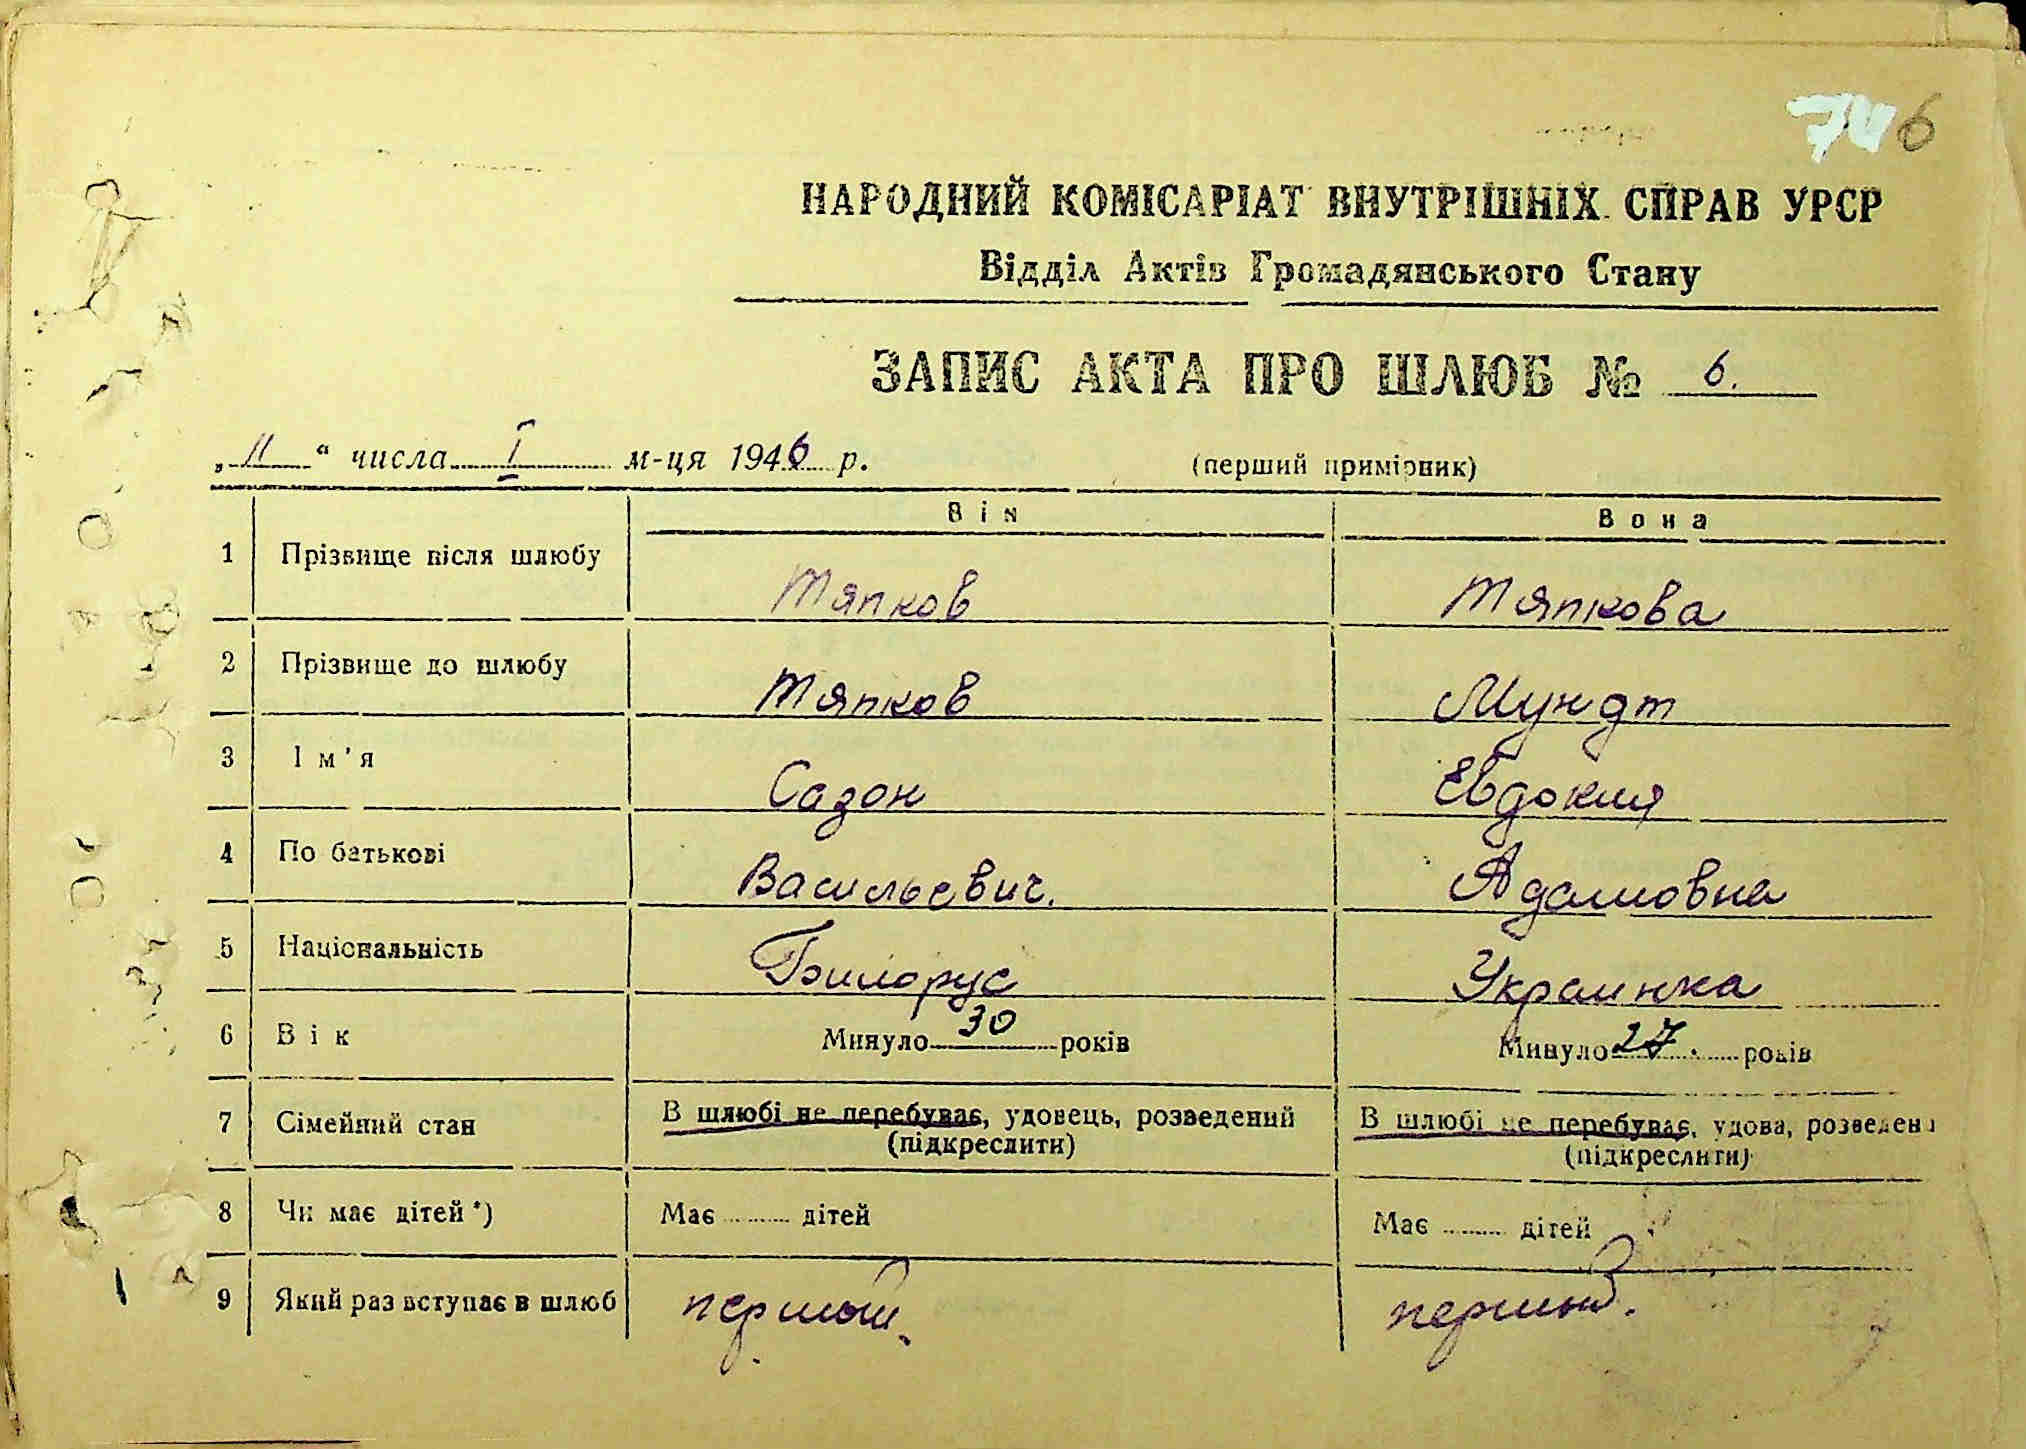 6
НАРОДНИЙ КОМІСАРІАТ ВНУТРІШНІХ СПРАВ УРСР
Відділ Актів Громадянського Стану
ЗАПИС АКТА ПРО ШЛЮБ № 6.
„11“ числа I м-ця 1946 р. (перший примірник)
Він Вона
1 Прізвище після шлюбу Тяпков Тяпкова
2 Прізвище до шлюбу Тяпков Мундт
3 Ім'я Сазон Евдокия
4 По батькові Васильевич. Адамовна
5 Національність Билорус Украинка
6 Вік Минуло 30 років Минуло 27. років
7 Сімейний стан В шлюбі не перебуває, удовець, розведений В шлюбі не перебуває, удова, розведена
(підкреслити) (підкреслити)
8 Чи має дітей*) Має дітей Має дітей
9 Який раз вступає в шлюб первый. первый.